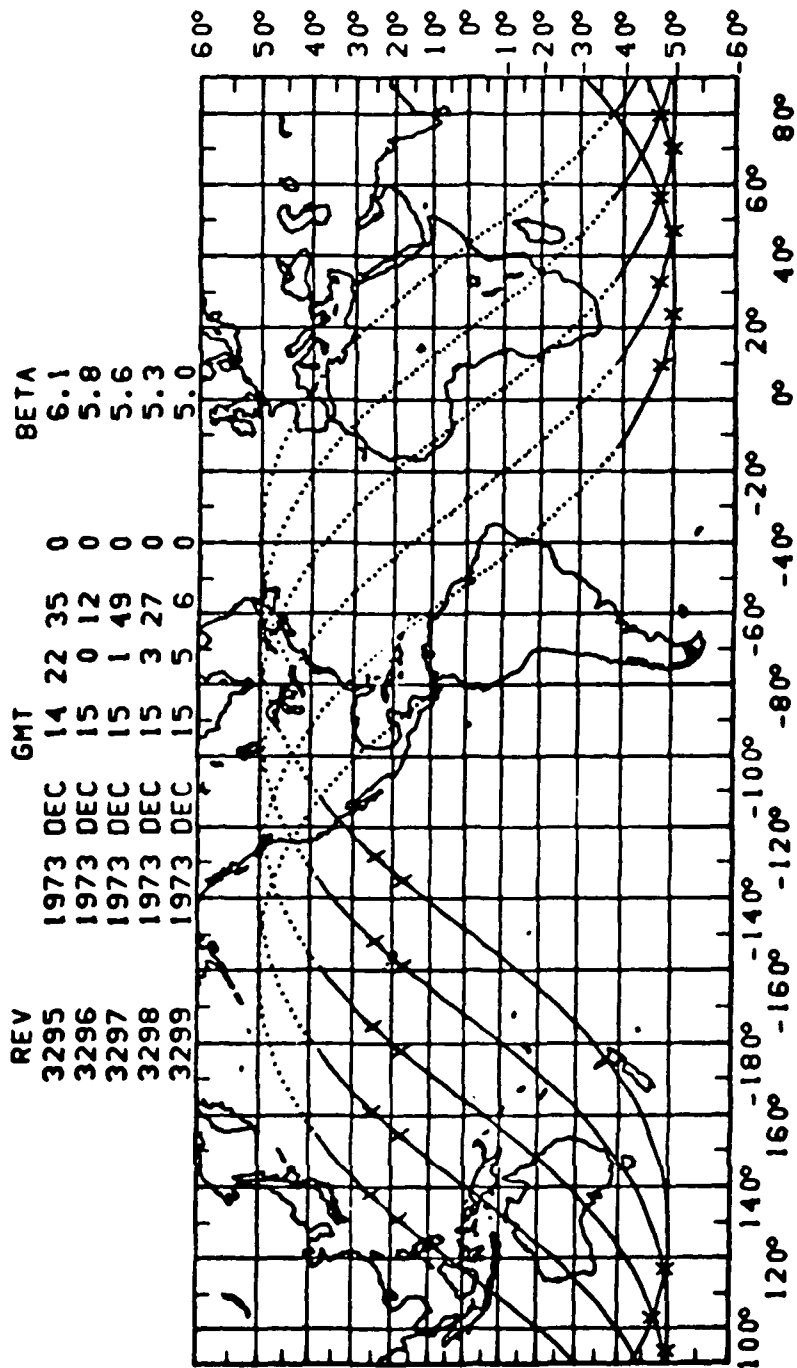 REV GMT BETA
3295 1973 DEC 14 22 35 0 6.1
3296 1973 DEC 15 0 12 0 5.8
3297 1973 DEC 15 1 49 0 5.6
3298 1973 DEC 15 3 27 0 5.3
3299 1973 DEC 15 5 6 0 5.0
60°
50°
40°
30°
20°
10°
0°
-10°
-20°
-30°
-40°
-50°
-60°
100° 120° 140° 160° -180° -160° -140° -120° -100° -80° -60° -40° -20° 0° 20° 40° 60° 80°